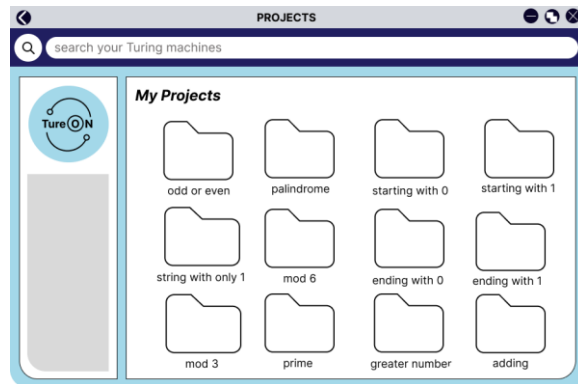 PROJECTS
search your Turing machines
TureON
My Projects
odd or even
palindrome
starting with 0
starting with 1
string with only 1
mod 6
ending with 0
ending with 1
mod 3
prime
greater number
adding